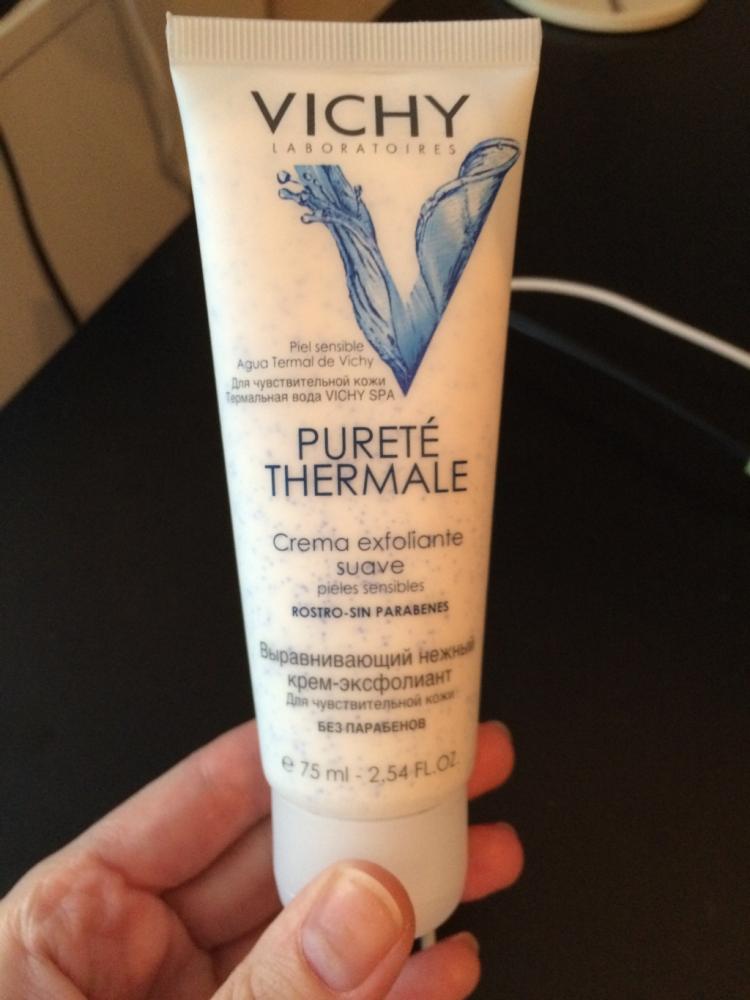 VICHY
LABORATOIRES
Piel sensible
Agua Termal de Vichy
Для чувствительной кожи
Термальная вода VICHY SPA
PURETÉ
THERMALE
Crema exfoliante
suave
pieles sensibles
ROSTRO-SIN PARABENES
Выравнивающий нежный
крем-эксфолиант
Для чувствительной кожи
БЕЗ ПАРАБЕНОВ
℮ 75 ml - 2.54 FL.OZ.